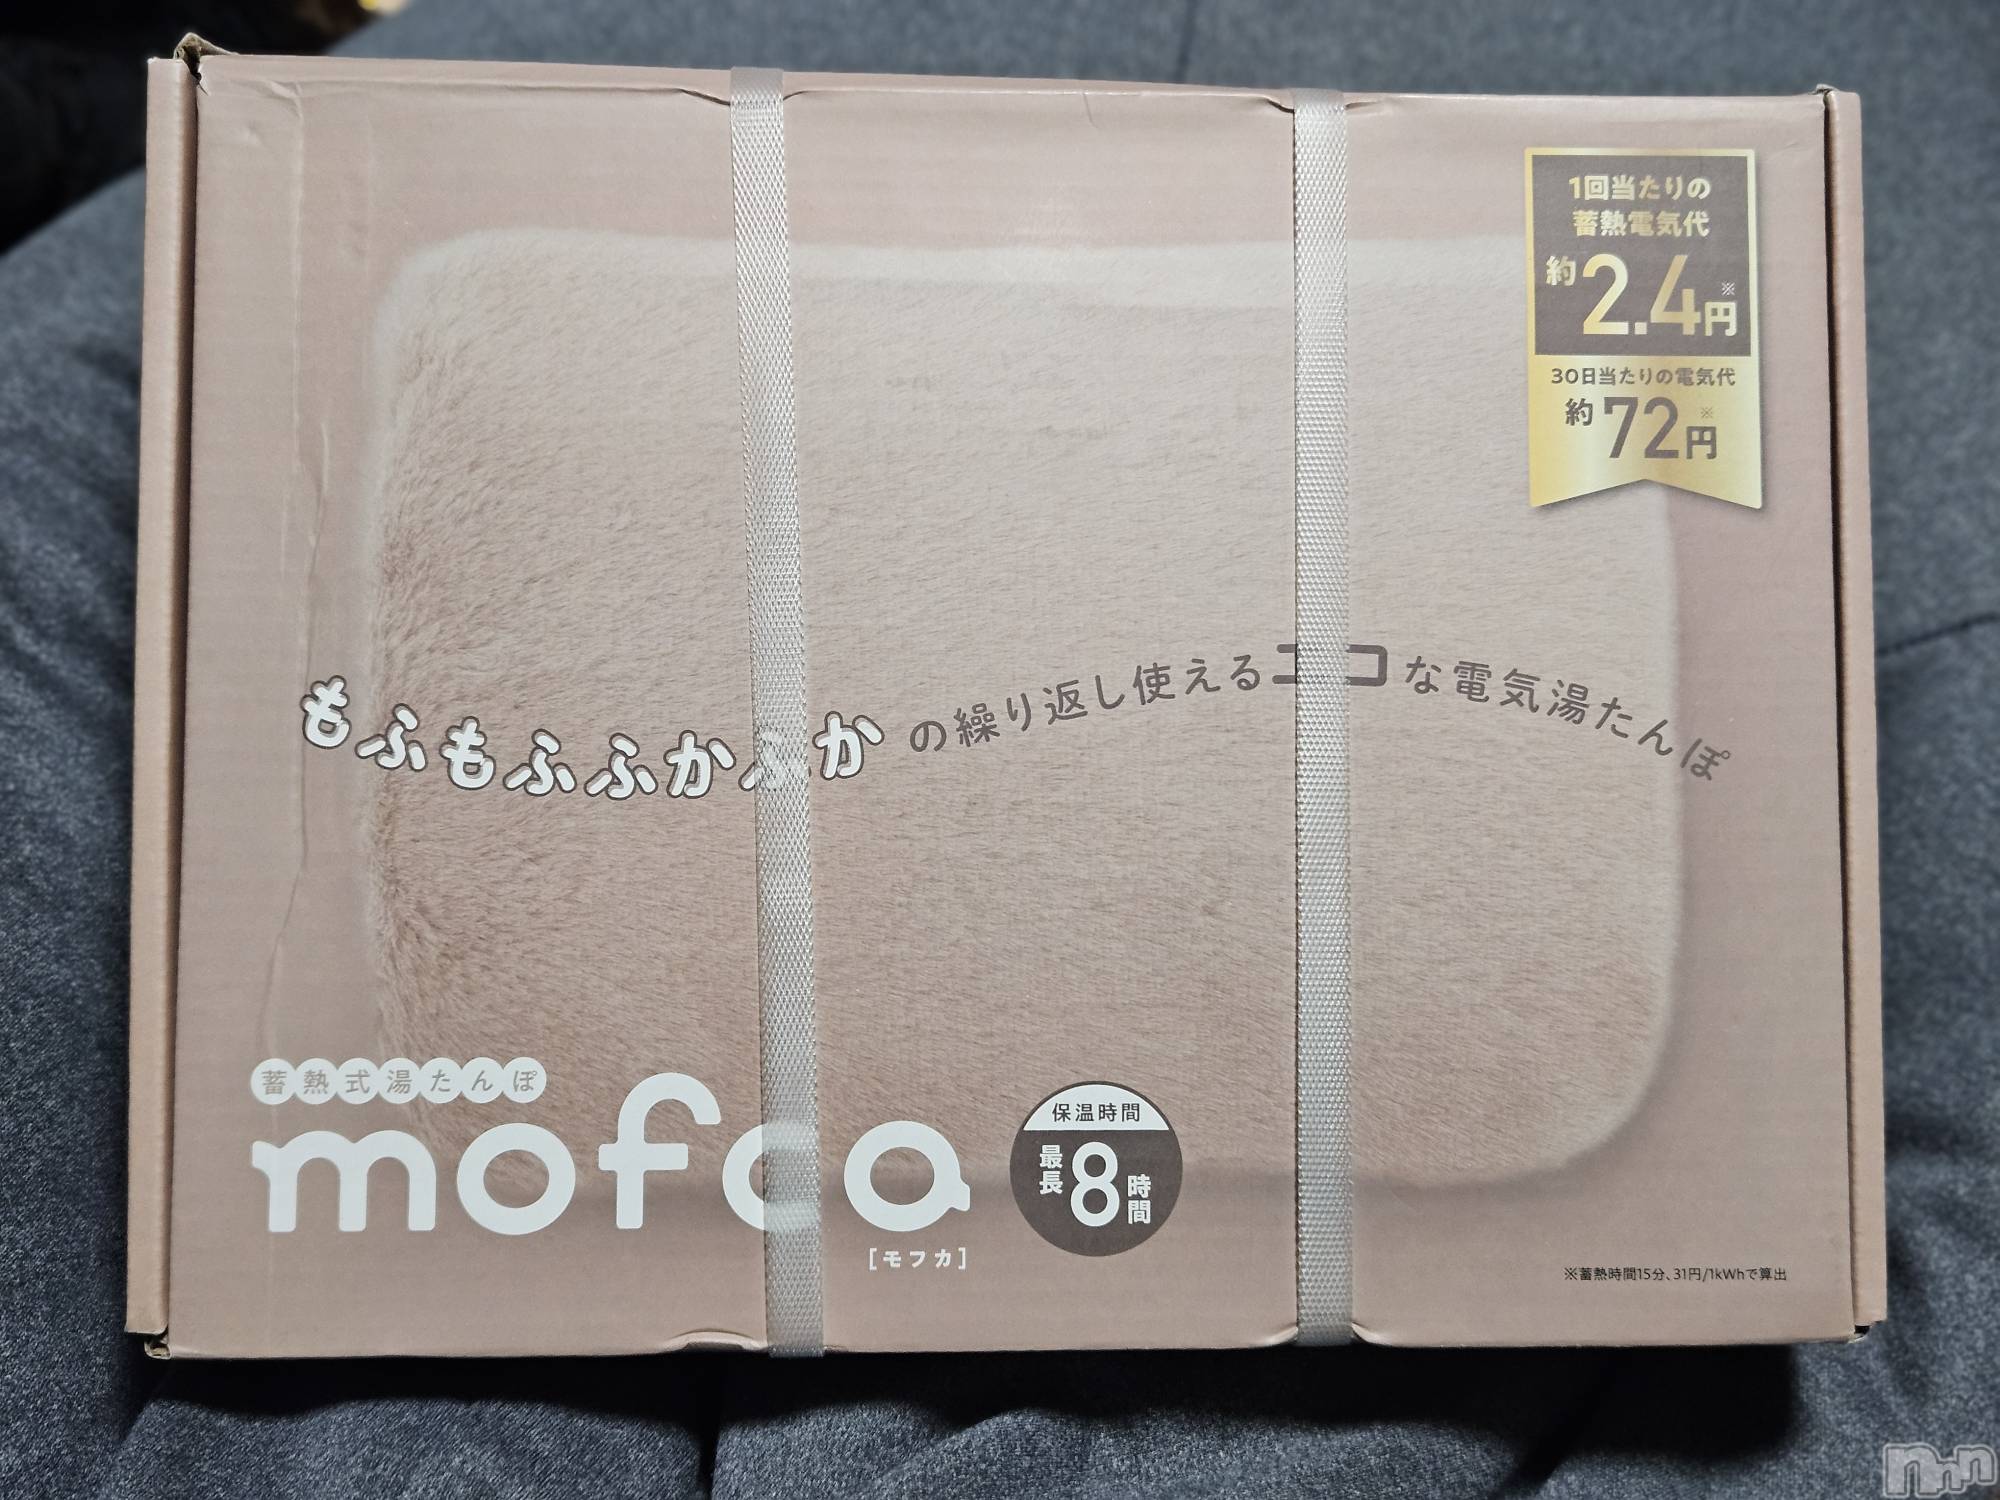 1回当たりの
蓄熱電気代
約2.4円※
30日当たりの電気代
約72円※
もふもふふかふかの繰り返し使えるエコな電気湯たんぽ
蓄熱式湯たんぽ
mofca
[モフカ]
保温時間
最長8時間
※蓄熱時間15分、31円/1kWhで算出